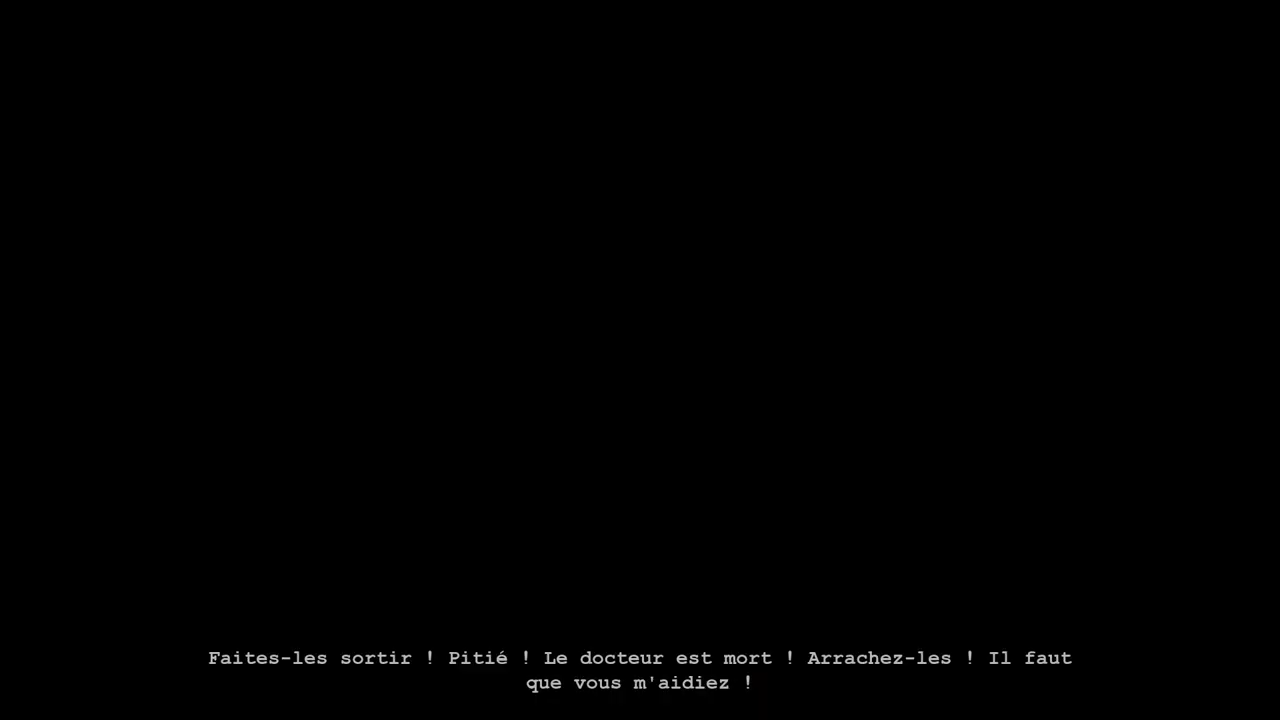 Faites-les sortir ! Pitié ! Le docteur est mort ! Arrachez-les ! Il faut
que vous m'aidiez !